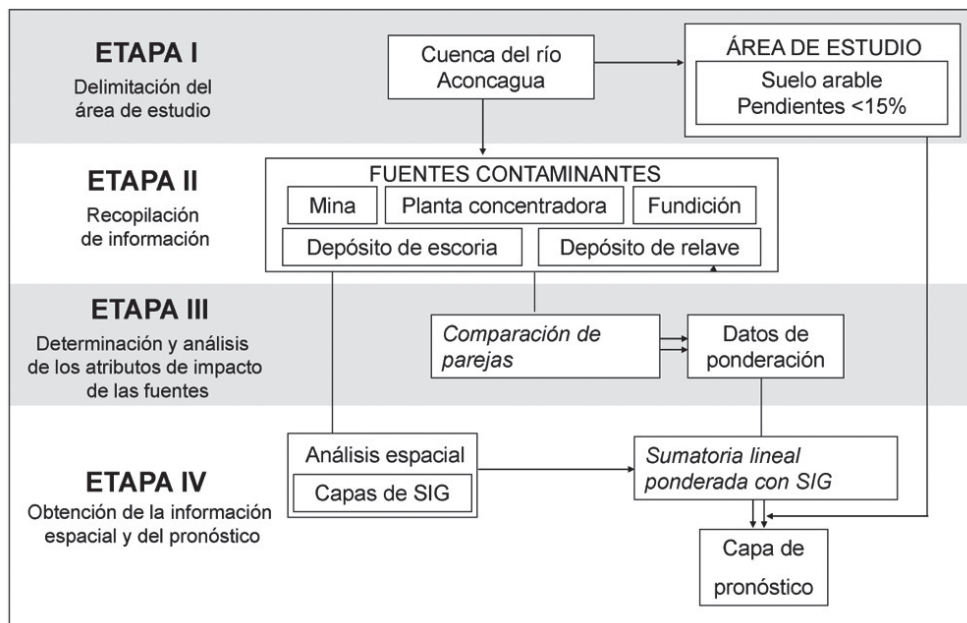 ETAPA I
Delimitación del
área de estudio
Cuenca del río
Aconcagua
ÁREA DE ESTUDIO
Suelo arable
Pendientes <15%
ETAPA II
Recopilación
de información
FUENTES CONTAMINANTES
Mina
Planta concentradora
Fundición
Depósito de escoria
Depósito de relave
ETAPA III
Determinación y análisis
de los atributos de impacto
de las fuentes
Comparación de
parejas
Datos de
ponderación
ETAPA IV
Obtención de la información
espacial y del pronóstico
Análisis espacial
Capas de SIG
Sumatoria lineal
ponderada con SIG
Capa de
pronóstico